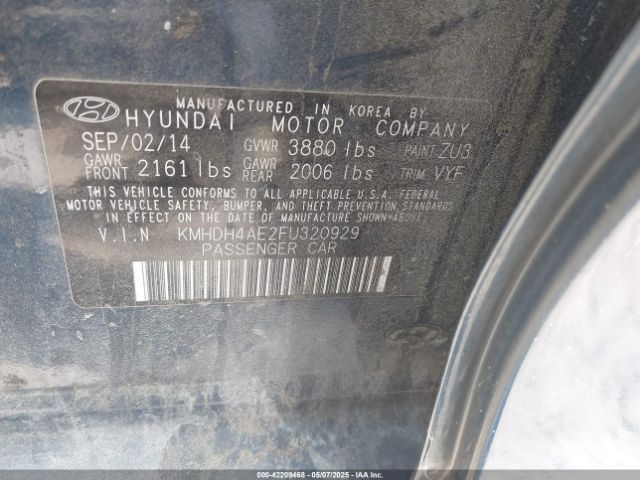 MANUFACTURED IN KOREA BY
HYUNDAI MOTOR COMPANY
SEP/02/14 GVWR 3880 lbs PAINT ZU3
GAWR FRONT 2161 lbs GAWR REAR 2006 lbs TRIM VYF
THIS VEHICLE CONFORMS TO ALL APPLICABLE U.S.A. FEDERAL
MOTOR VEHICLE SAFETY, BUMPER, AND THEFT PREVENTION STANDARDS
IN EFFECT ON THE DATE OF MANUFACTURE SHOWN ABOVE
V.I.N KMHDH4AE2FU320929
PASSENGER CAR
000-42209468 - 05/07/2025 - IAA Inc.